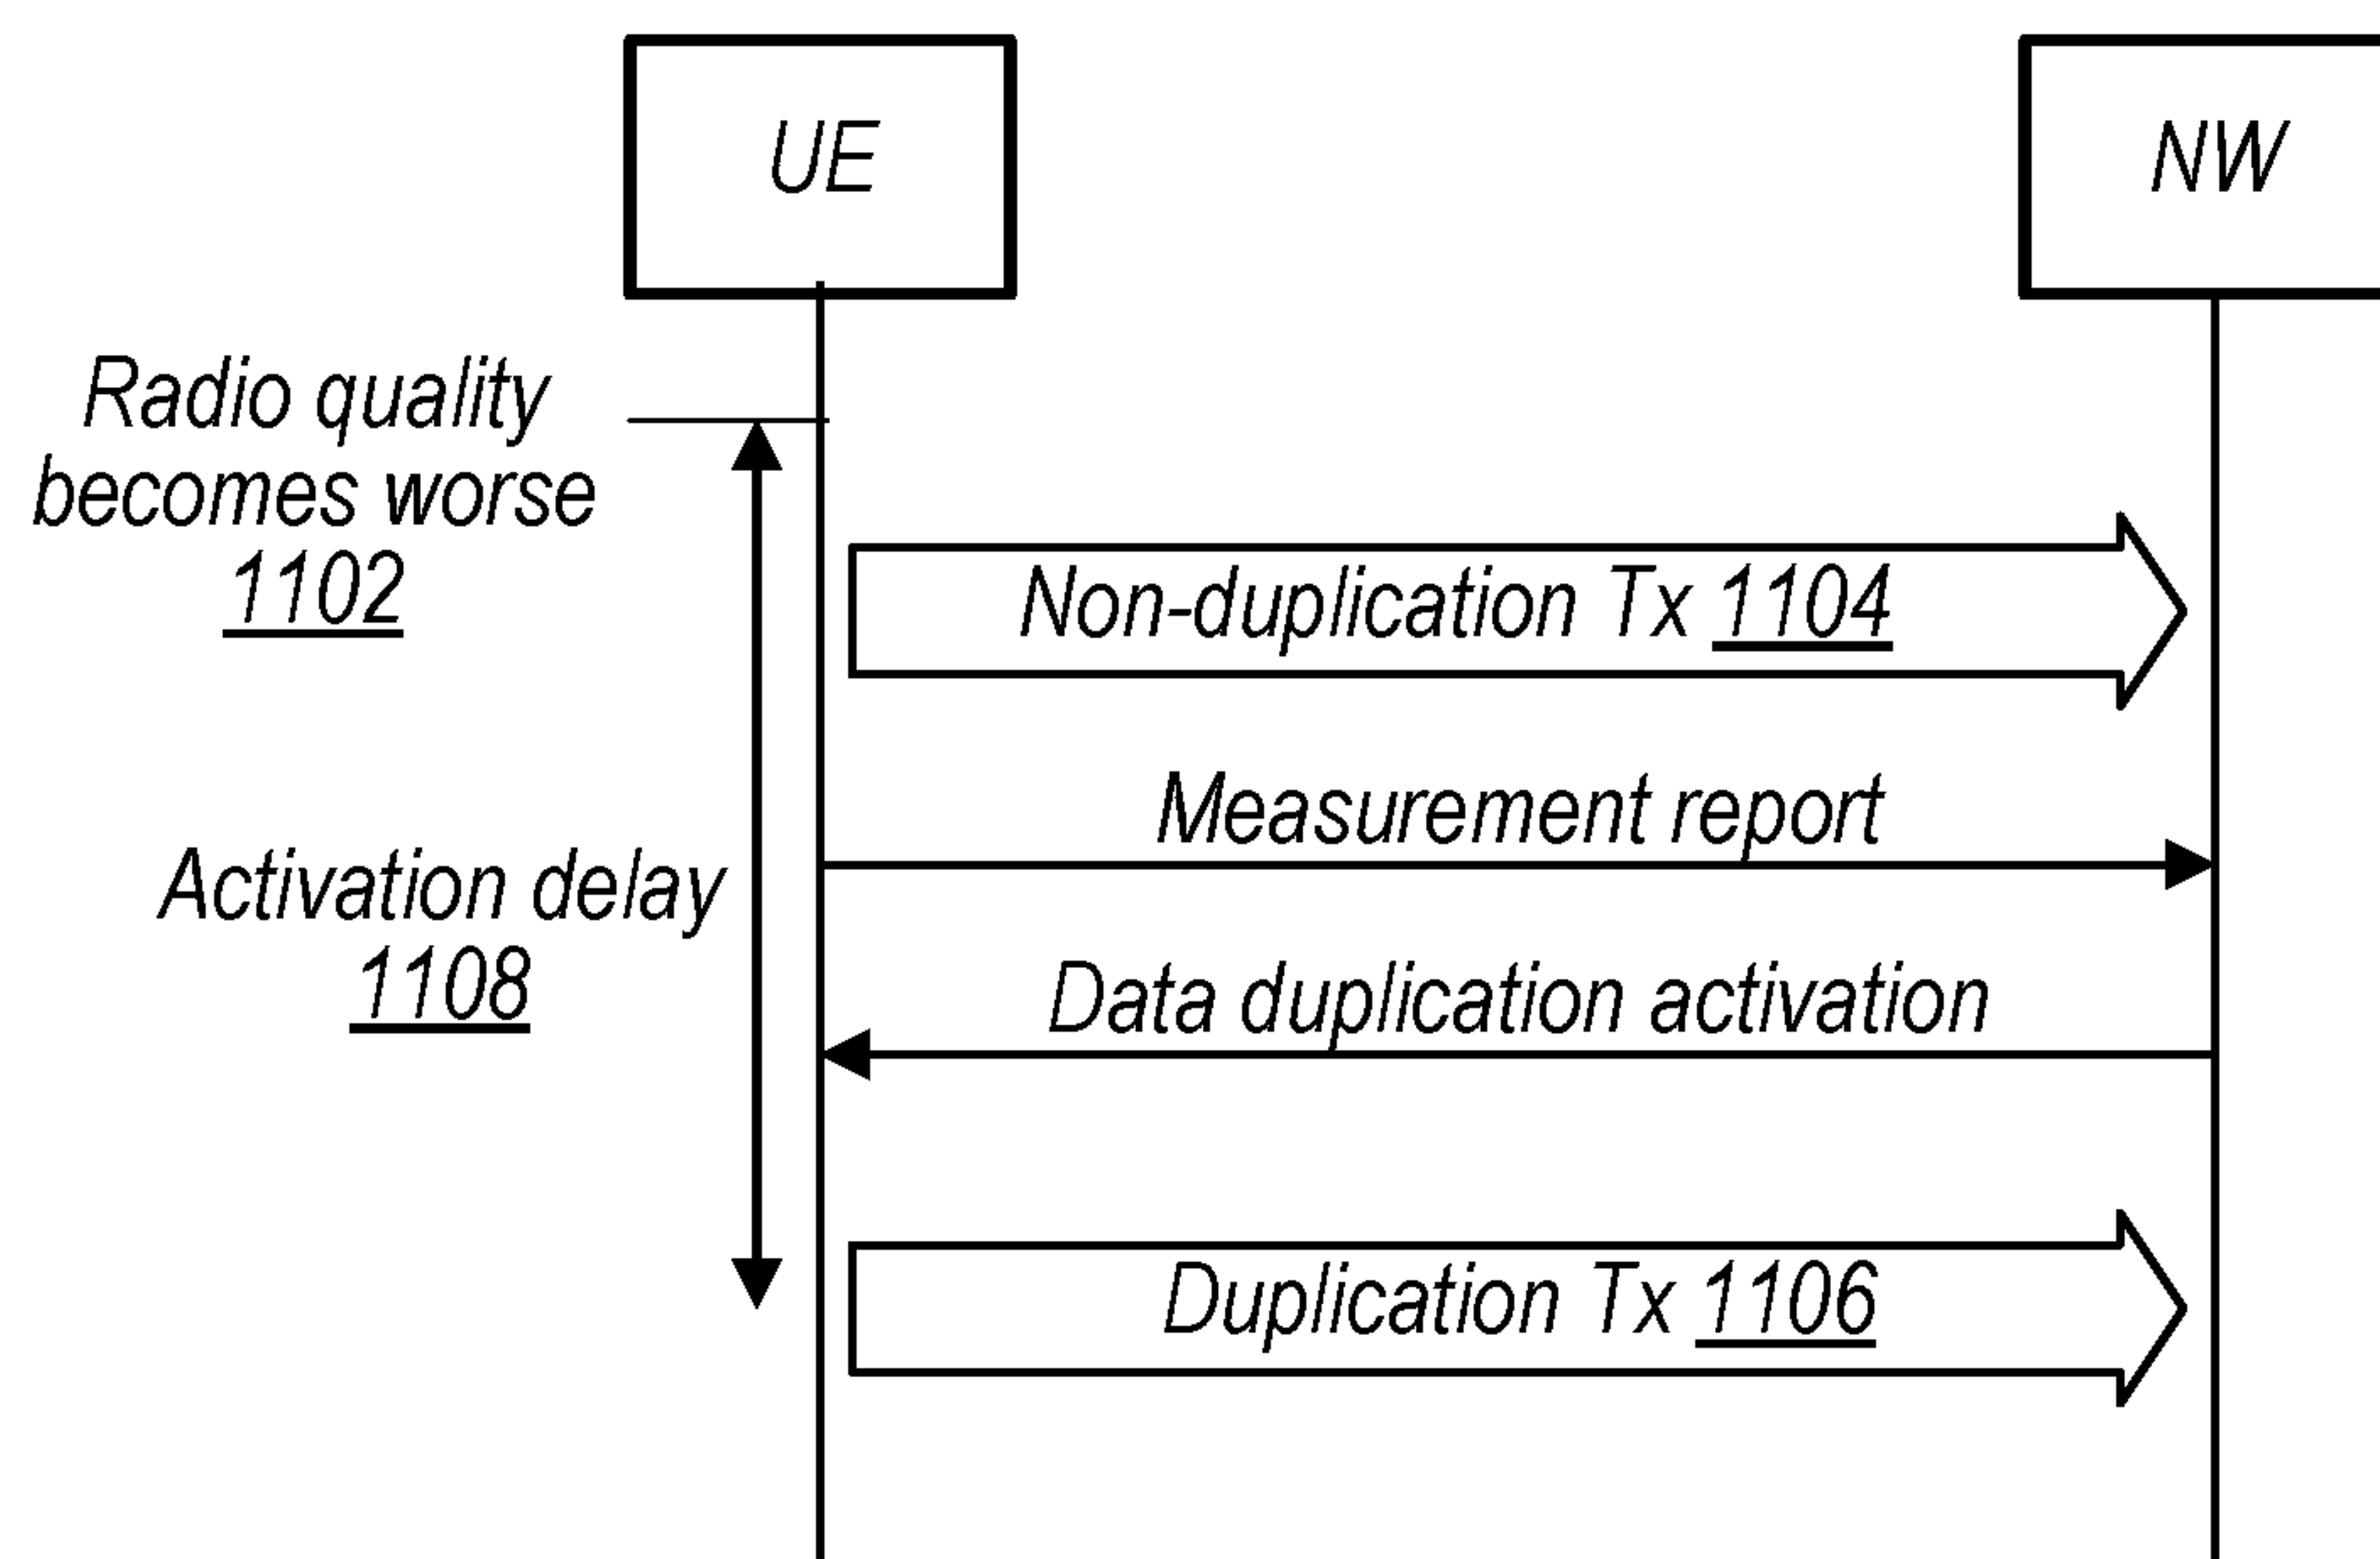 UE
NW
Radio quality
becomes worse
1102
Non-duplication Tx 1104
Measurement report
Activation delay
1108
Data duplication activation
Duplication Tx 1106